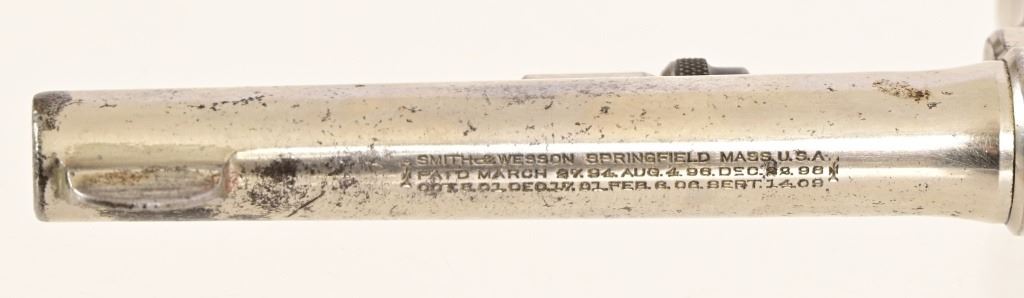 SMITH & WESSON SPRINGFIELD MASS. U.S.A.
PAT'D MARCH 27.94. AUG. 4. 96. DEC. 22. 96
OCT. 8. 01. DEC. 17. 01. FEB. 6. 06. SEPT. 14. 09